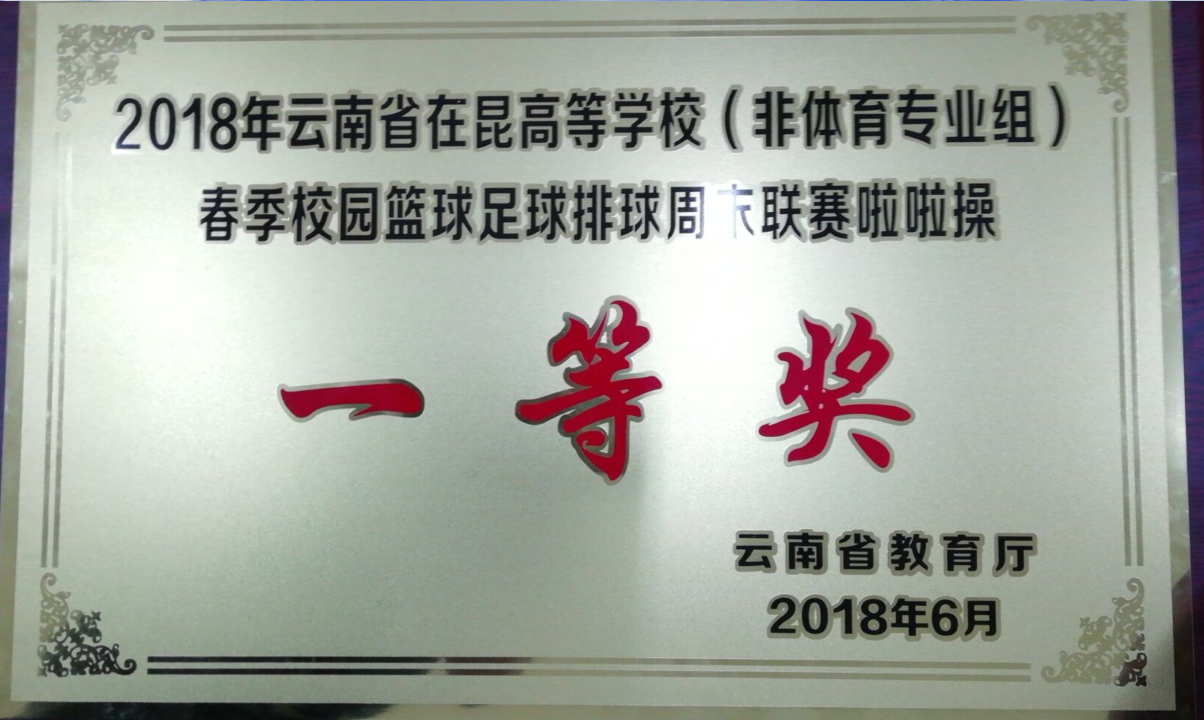 2018年云南省在昆高等学校(非体育专业组)
春季校园篮球足球排球周末联赛啦啦操
一等奖
云南省教育厅
2018年6月